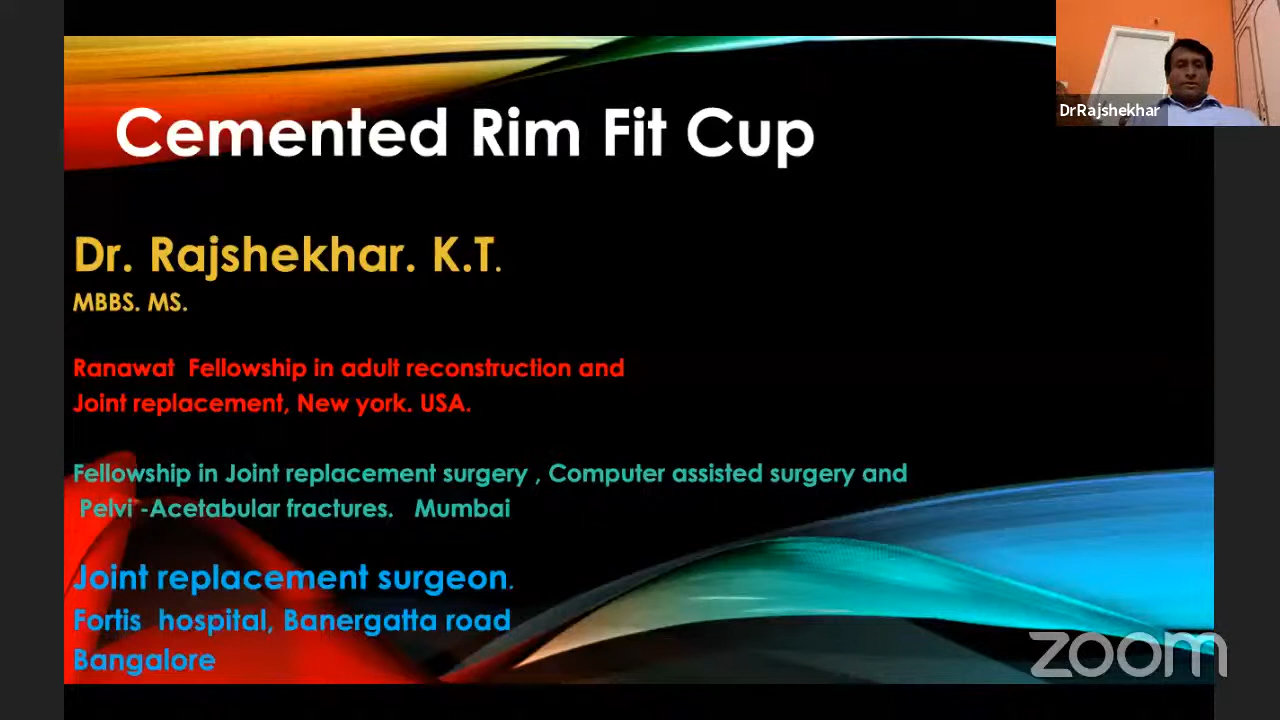 DrRajshekhar
Cemented Rim Fit Cup
Dr. Rajshekhar. K.T.
MBBS. MS.
Ranawat Fellowship in adult reconstruction and
Joint replacement, New york. USA.
Fellowship in Joint replacement surgery , Computer assisted surgery and
Pelvi -Acetabular fractures. Mumbai
Joint replacement surgeon.
Fortis hospital, Banergatta road
Bangalore
zoom